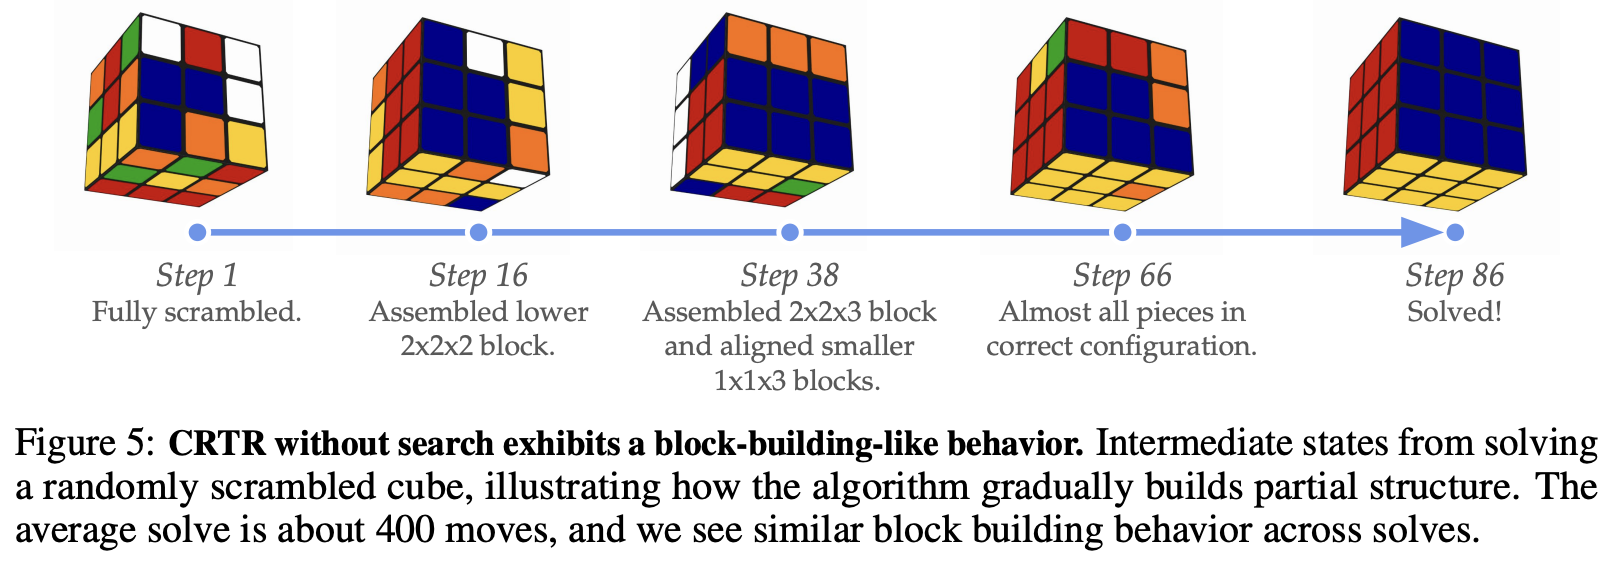 Step 1
Fully scrambled.
Step 16
Assembled lower
2x2x2 block.
Step 38
Assembled 2x2x3 block
and aligned smaller
1x1x3 blocks.
Step 66
Almost all pieces in
correct configuration.
Step 86
Solved!
Figure 5: CRTR without search exhibits a block-building-like behavior. Intermediate states from solving
a randomly scrambled cube, illustrating how the algorithm gradually builds partial structure. The
average solve is about 400 moves, and we see similar block building behavior across solves.